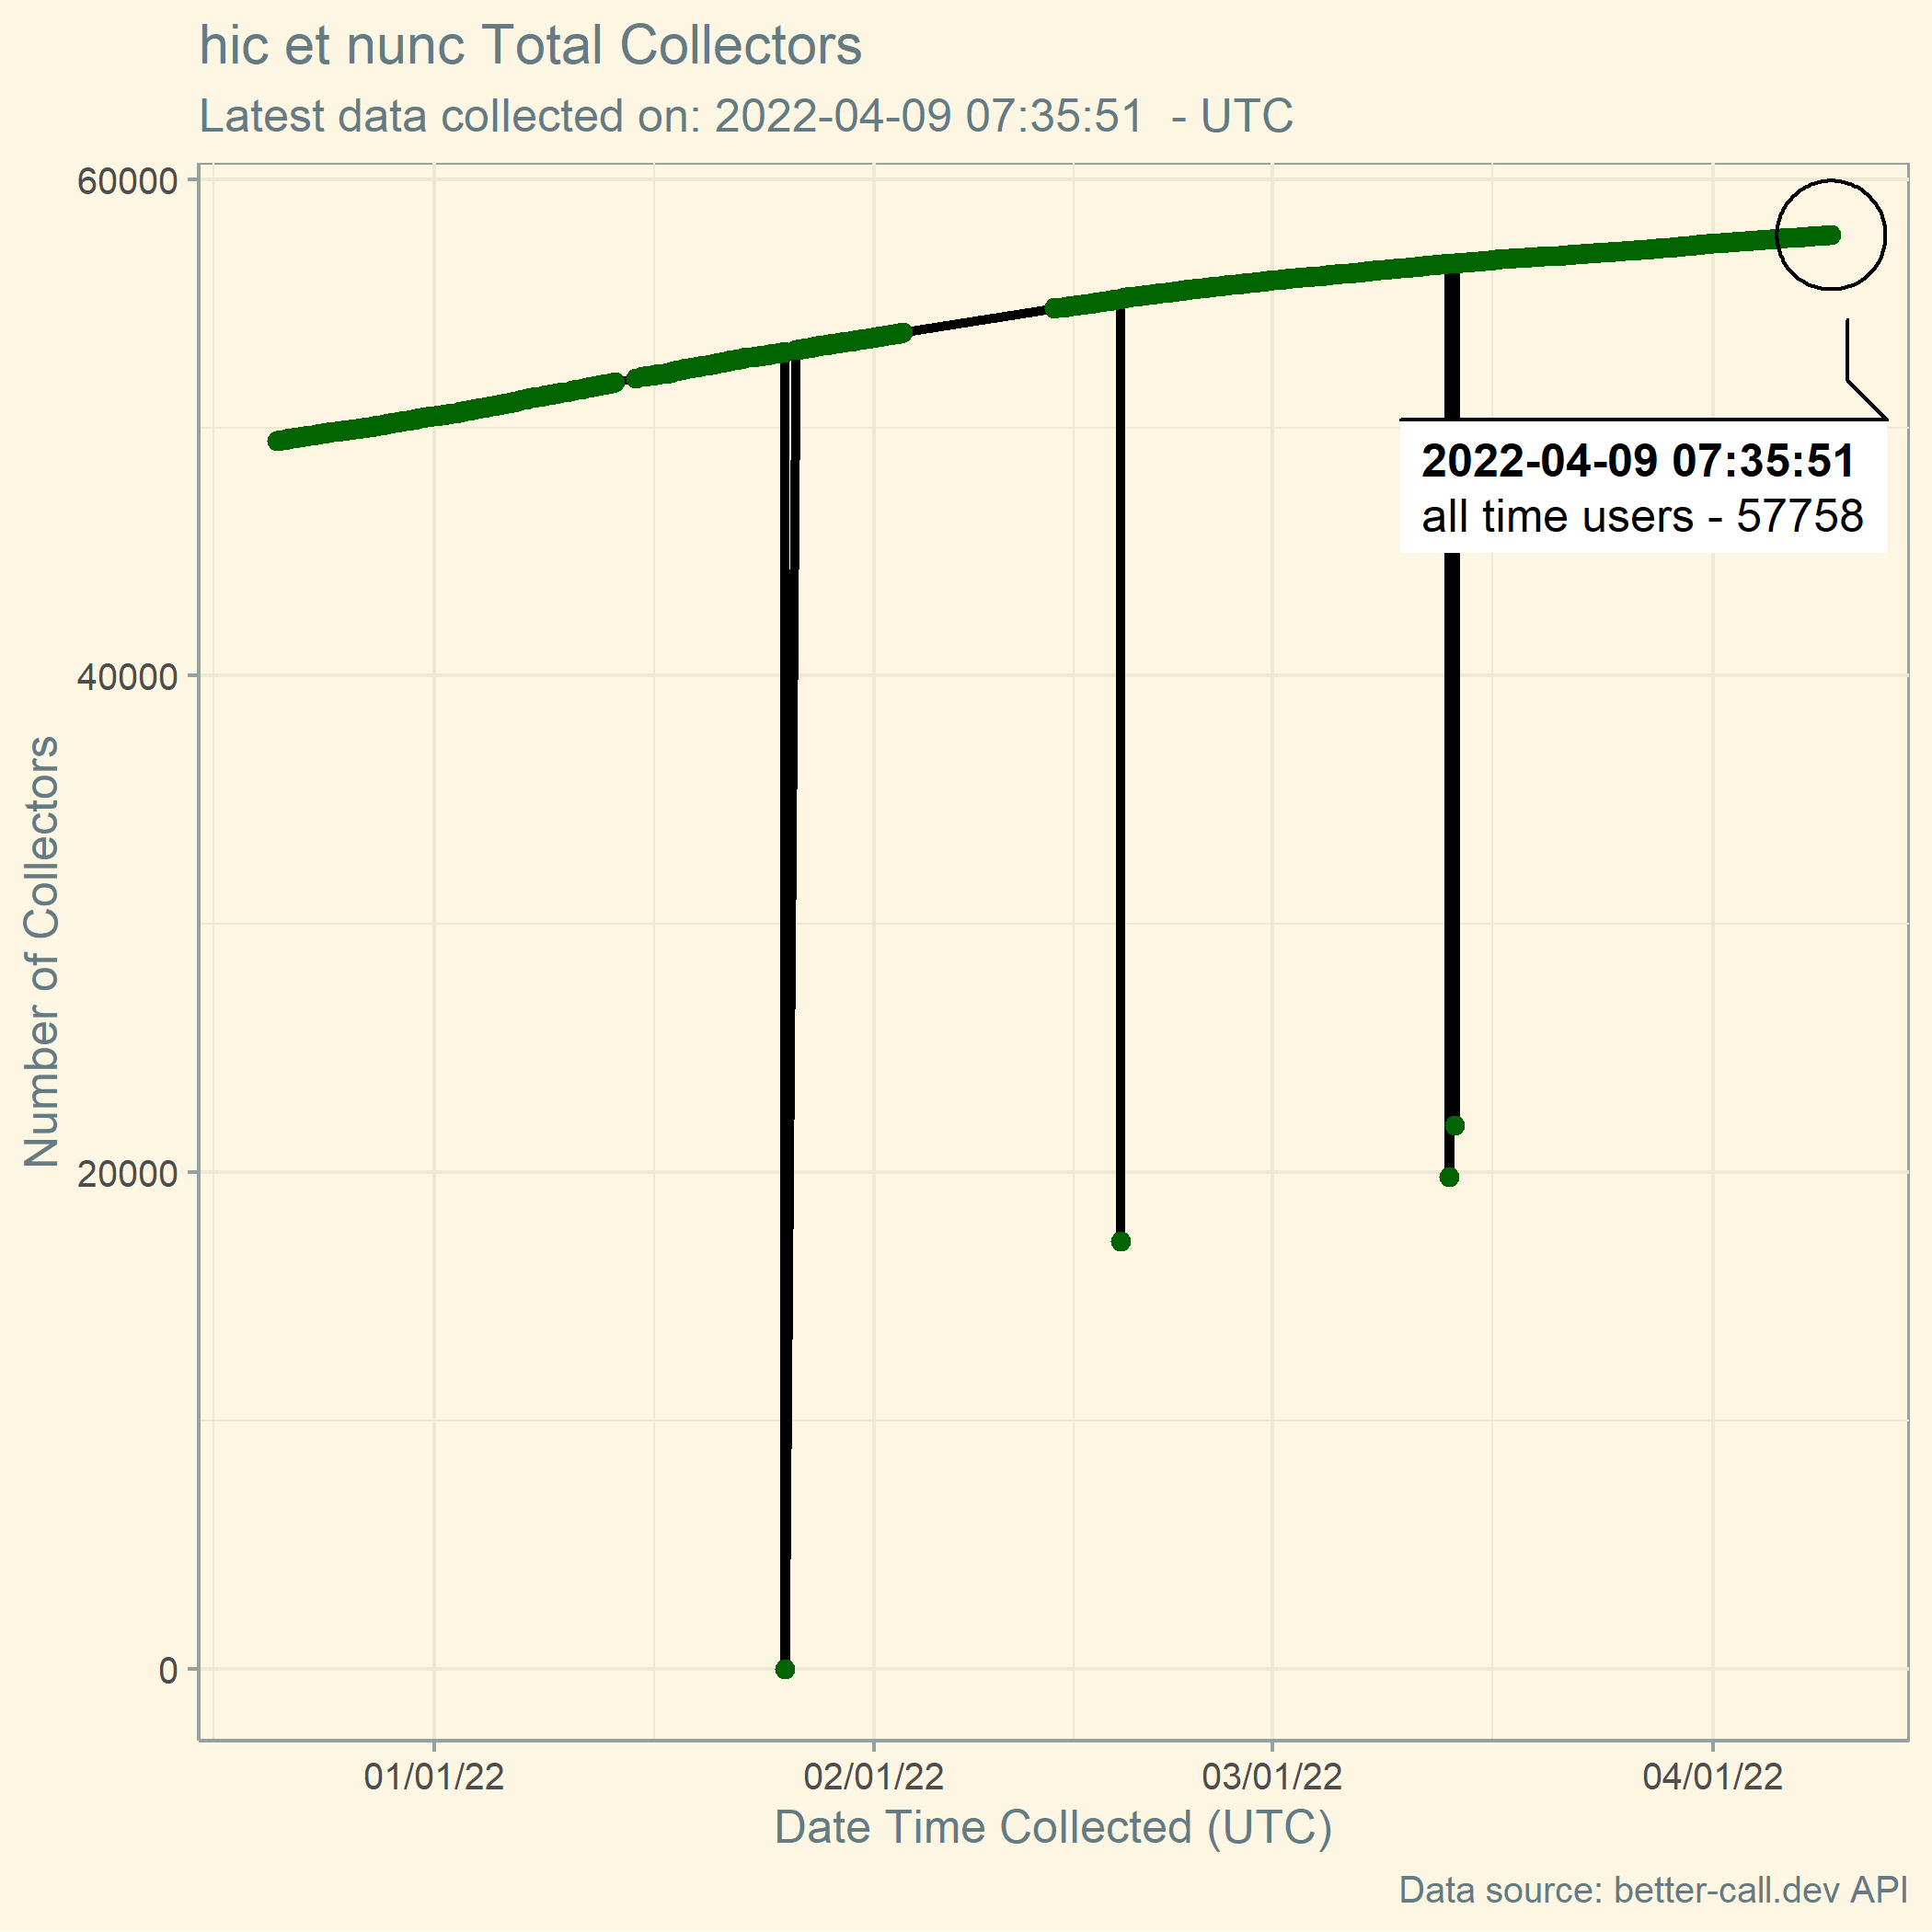 hic et nunc Total Collectors
Latest data collected on: 2022-04-09 07:35:51  - UTC
60000
40000
20000
0
Number of Collectors
2022-04-09 07:35:51
all time users - 57758
01/01/22
02/01/22
03/01/22
04/01/22
Date Time Collected (UTC)
Data source: better-call.dev API